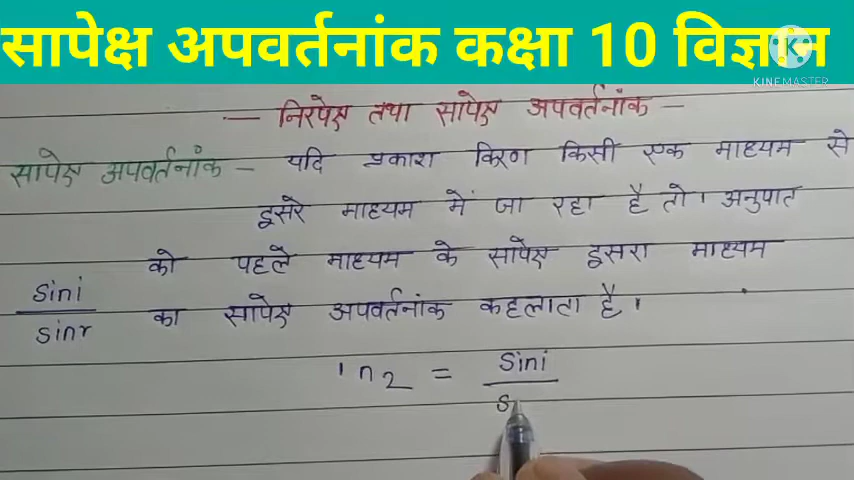 सापेक्ष अपवर्तनांक कक्षा 10 विज्ञान
K
KINEMASTER
— निरपेक्ष तथा सापेक्ष अपवर्तनांक —
सापेक्ष अपवर्तनांक — यदि प्रकाश किरण किसी एक माध्यम से
दूसरे माध्यम में जा रहा है तो । अनुपात
को पहले माध्यम के सापेक्ष दूसरा माध्यम
sini
का सापेक्ष अपवर्तनांक कहलाता है ।
sinr
¹n₂ = sini
s